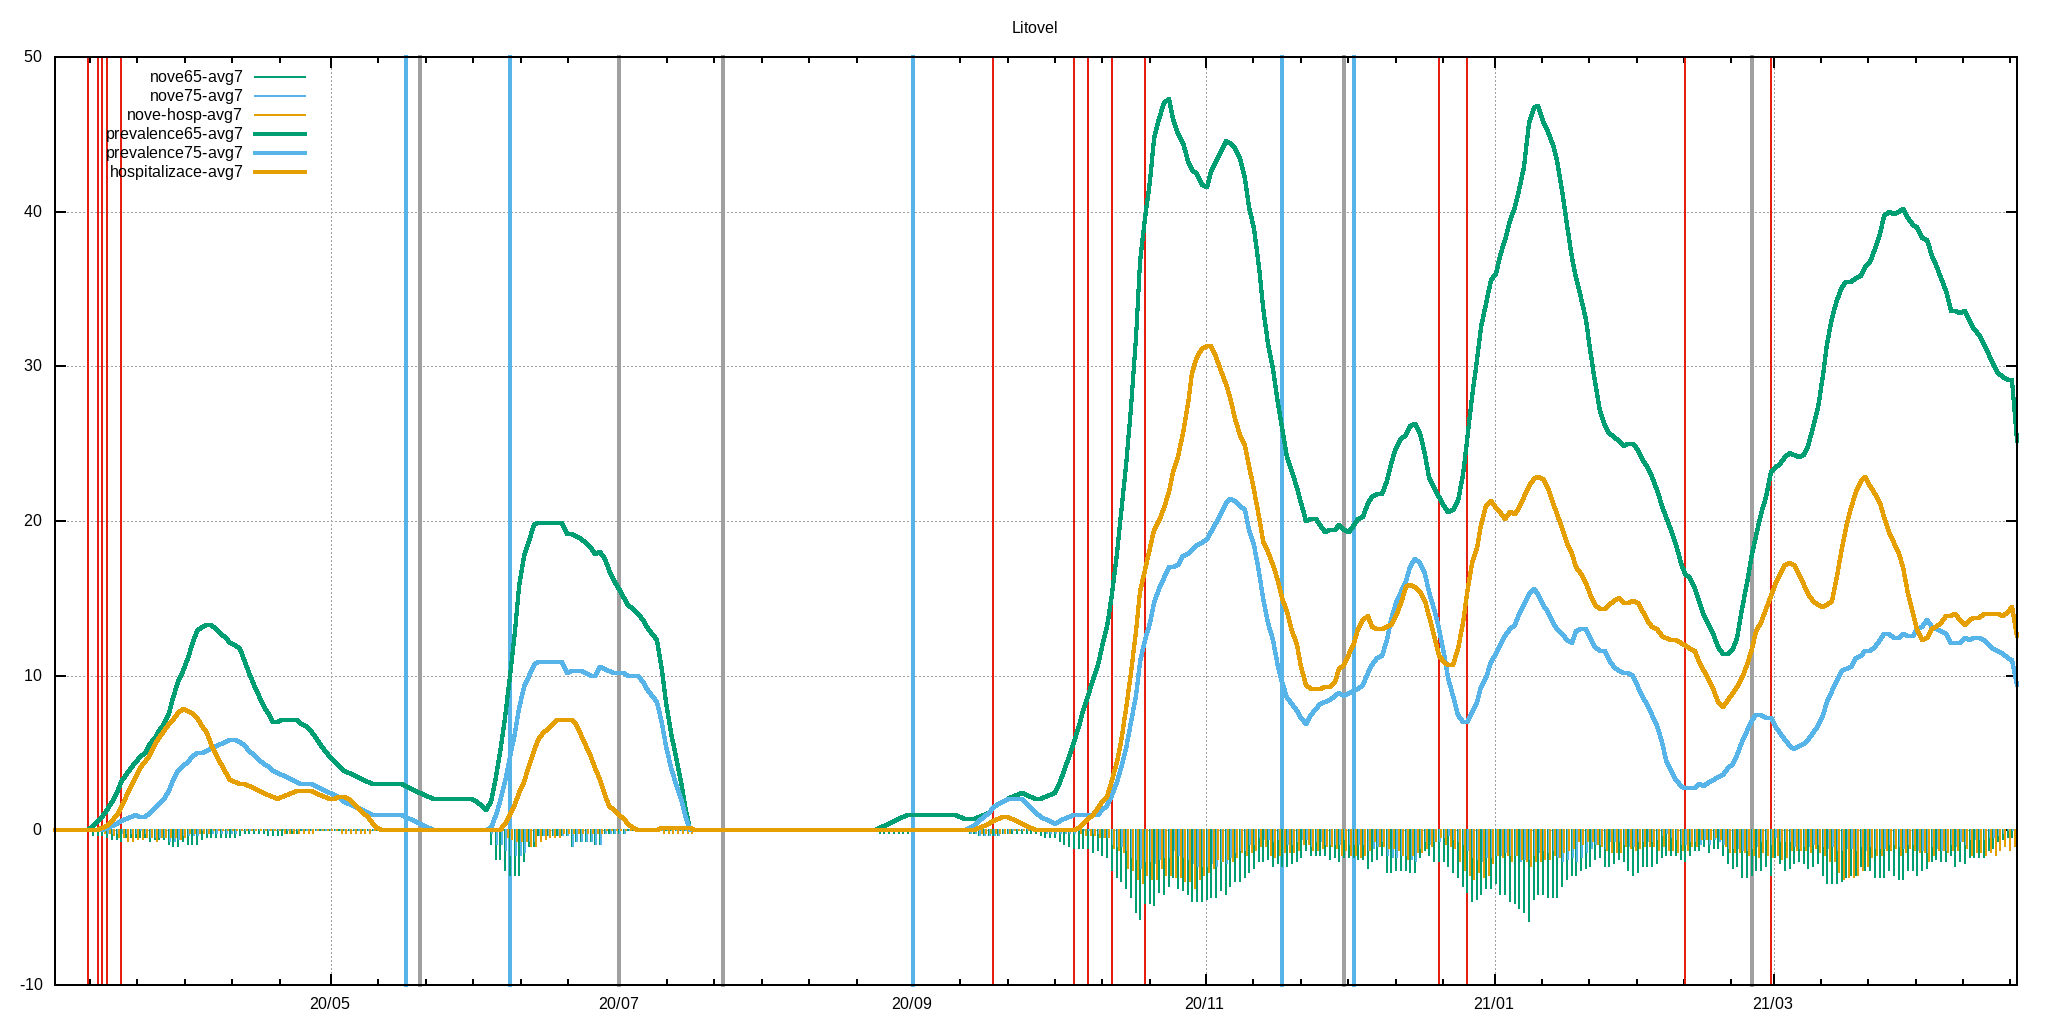 Litovel
50
nove65-avg7
nove75-avg7
nove-hosp-avg7
prevalence65-avg7
prevalence75-avg7
hospitalizace-avg7
40
30
20
10
0
-10
20/05 20/07 20/09 20/11 21/01 21/03